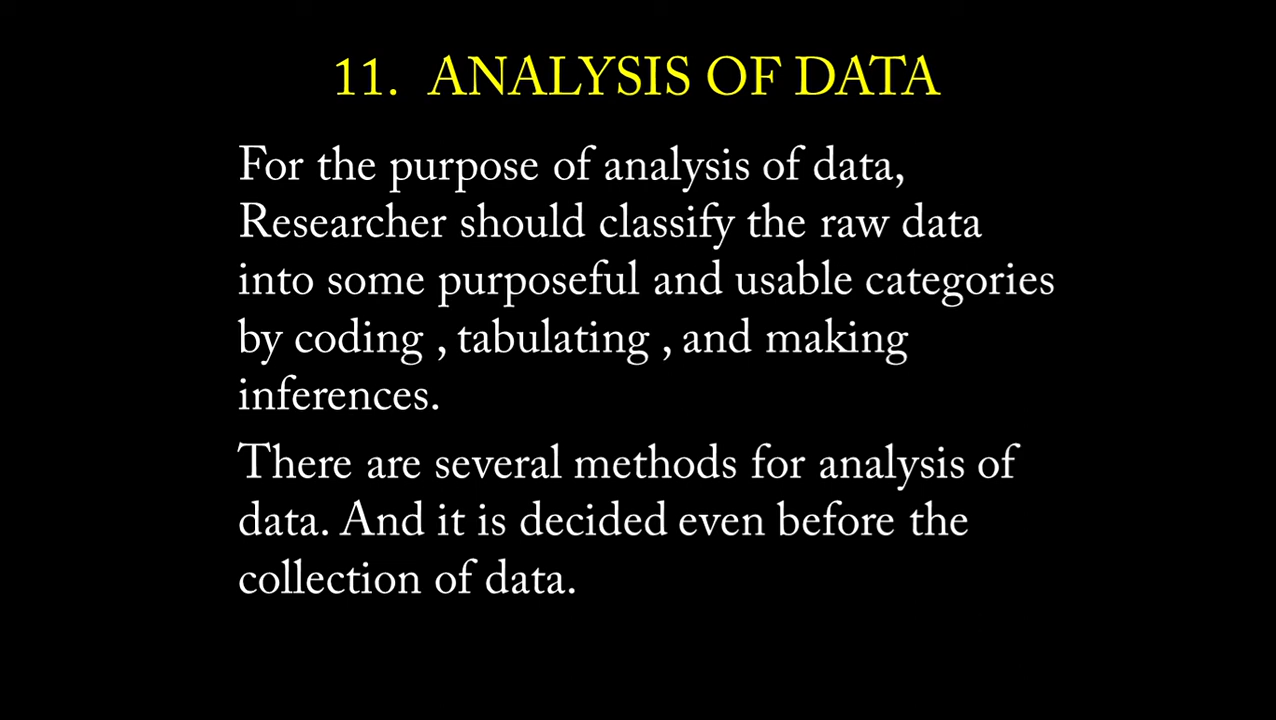 11. ANALYSIS OF DATA
For the purpose of analysis of data,
Researcher should classify the raw data
into some purposeful and usable categories
by coding , tabulating , and making
inferences.
There are several methods for analysis of
data. And it is decided even before the
collection of data.